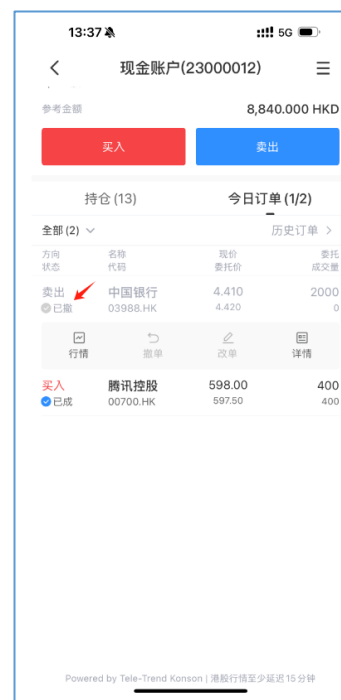 13:37 5G
现金账户(23000012)
参考金额 8,840.000 HKD
买入 卖出
持仓 (13) 今日订单 (1/2)
全部 (2) 历史订单
方向 名称 现价 委托
状态 代码 委托价 成交量
卖出 中国银行 4.410 2000
已撤 03988.HK 4.420 0
行情 撤单 改单 详情
买入 腾讯控股 598.00 400
已成 00700.HK 597.50 400
Powered by Tele-Trend Konson | 港股行情至少延迟 15 分钟